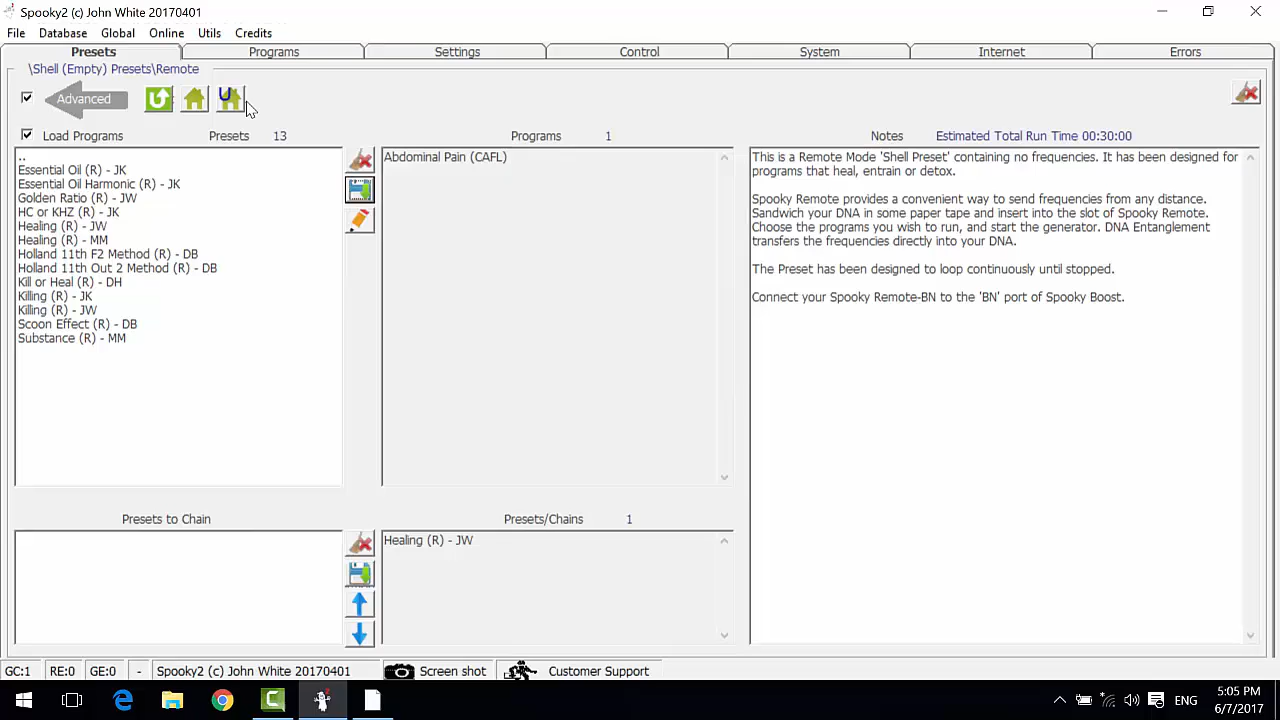 Spooky2 (c) John White 20170401
File Database Global Online Utils Credits
Presets Programs Settings Control System Internet Errors
\Shell (Empty) Presets\Remote
Advanced
Load Programs Presets 13 Programs 1 Notes Estimated Total Run Time 00:30:00
..
Essential Oil (R) - JK
Essential Oil Harmonic (R) - JK
Golden Ratio (R) - JW
HC or KHZ (R) - JK
Healing (R) - JW
Healing (R) - MM
Holland 11th F2 Method (R) - DB
Holland 11th Out 2 Method (R) - DB
Kill or Heal (R) - DH
Killing (R) - JK
Killing (R) - JW
Scoon Effect (R) - DB
Substance (R) - MM
Abdominal Pain (CAFL)
This is a Remote Mode 'Shell Preset' containing no frequencies. It has been designed for
programs that heal, entrain or detox.
Spooky Remote provides a convenient way to send frequencies from any distance.
Sandwich your DNA in some paper tape and insert into the slot of Spooky Remote.
Choose the programs you wish to run, and start the generator. DNA Entanglement
transfers the frequencies directly into your DNA.
The Preset has been designed to loop continuously until stopped.
Connect your Spooky Remote-BN to the 'BN' port of Spooky Boost.
Presets to Chain Presets/Chains 1
Healing (R) - JW
GC:1 RE:0 GE:0 - Spooky2 (c) John White 20170401 Screen shot Customer Support
ENG
5:05 PM
6/7/2017